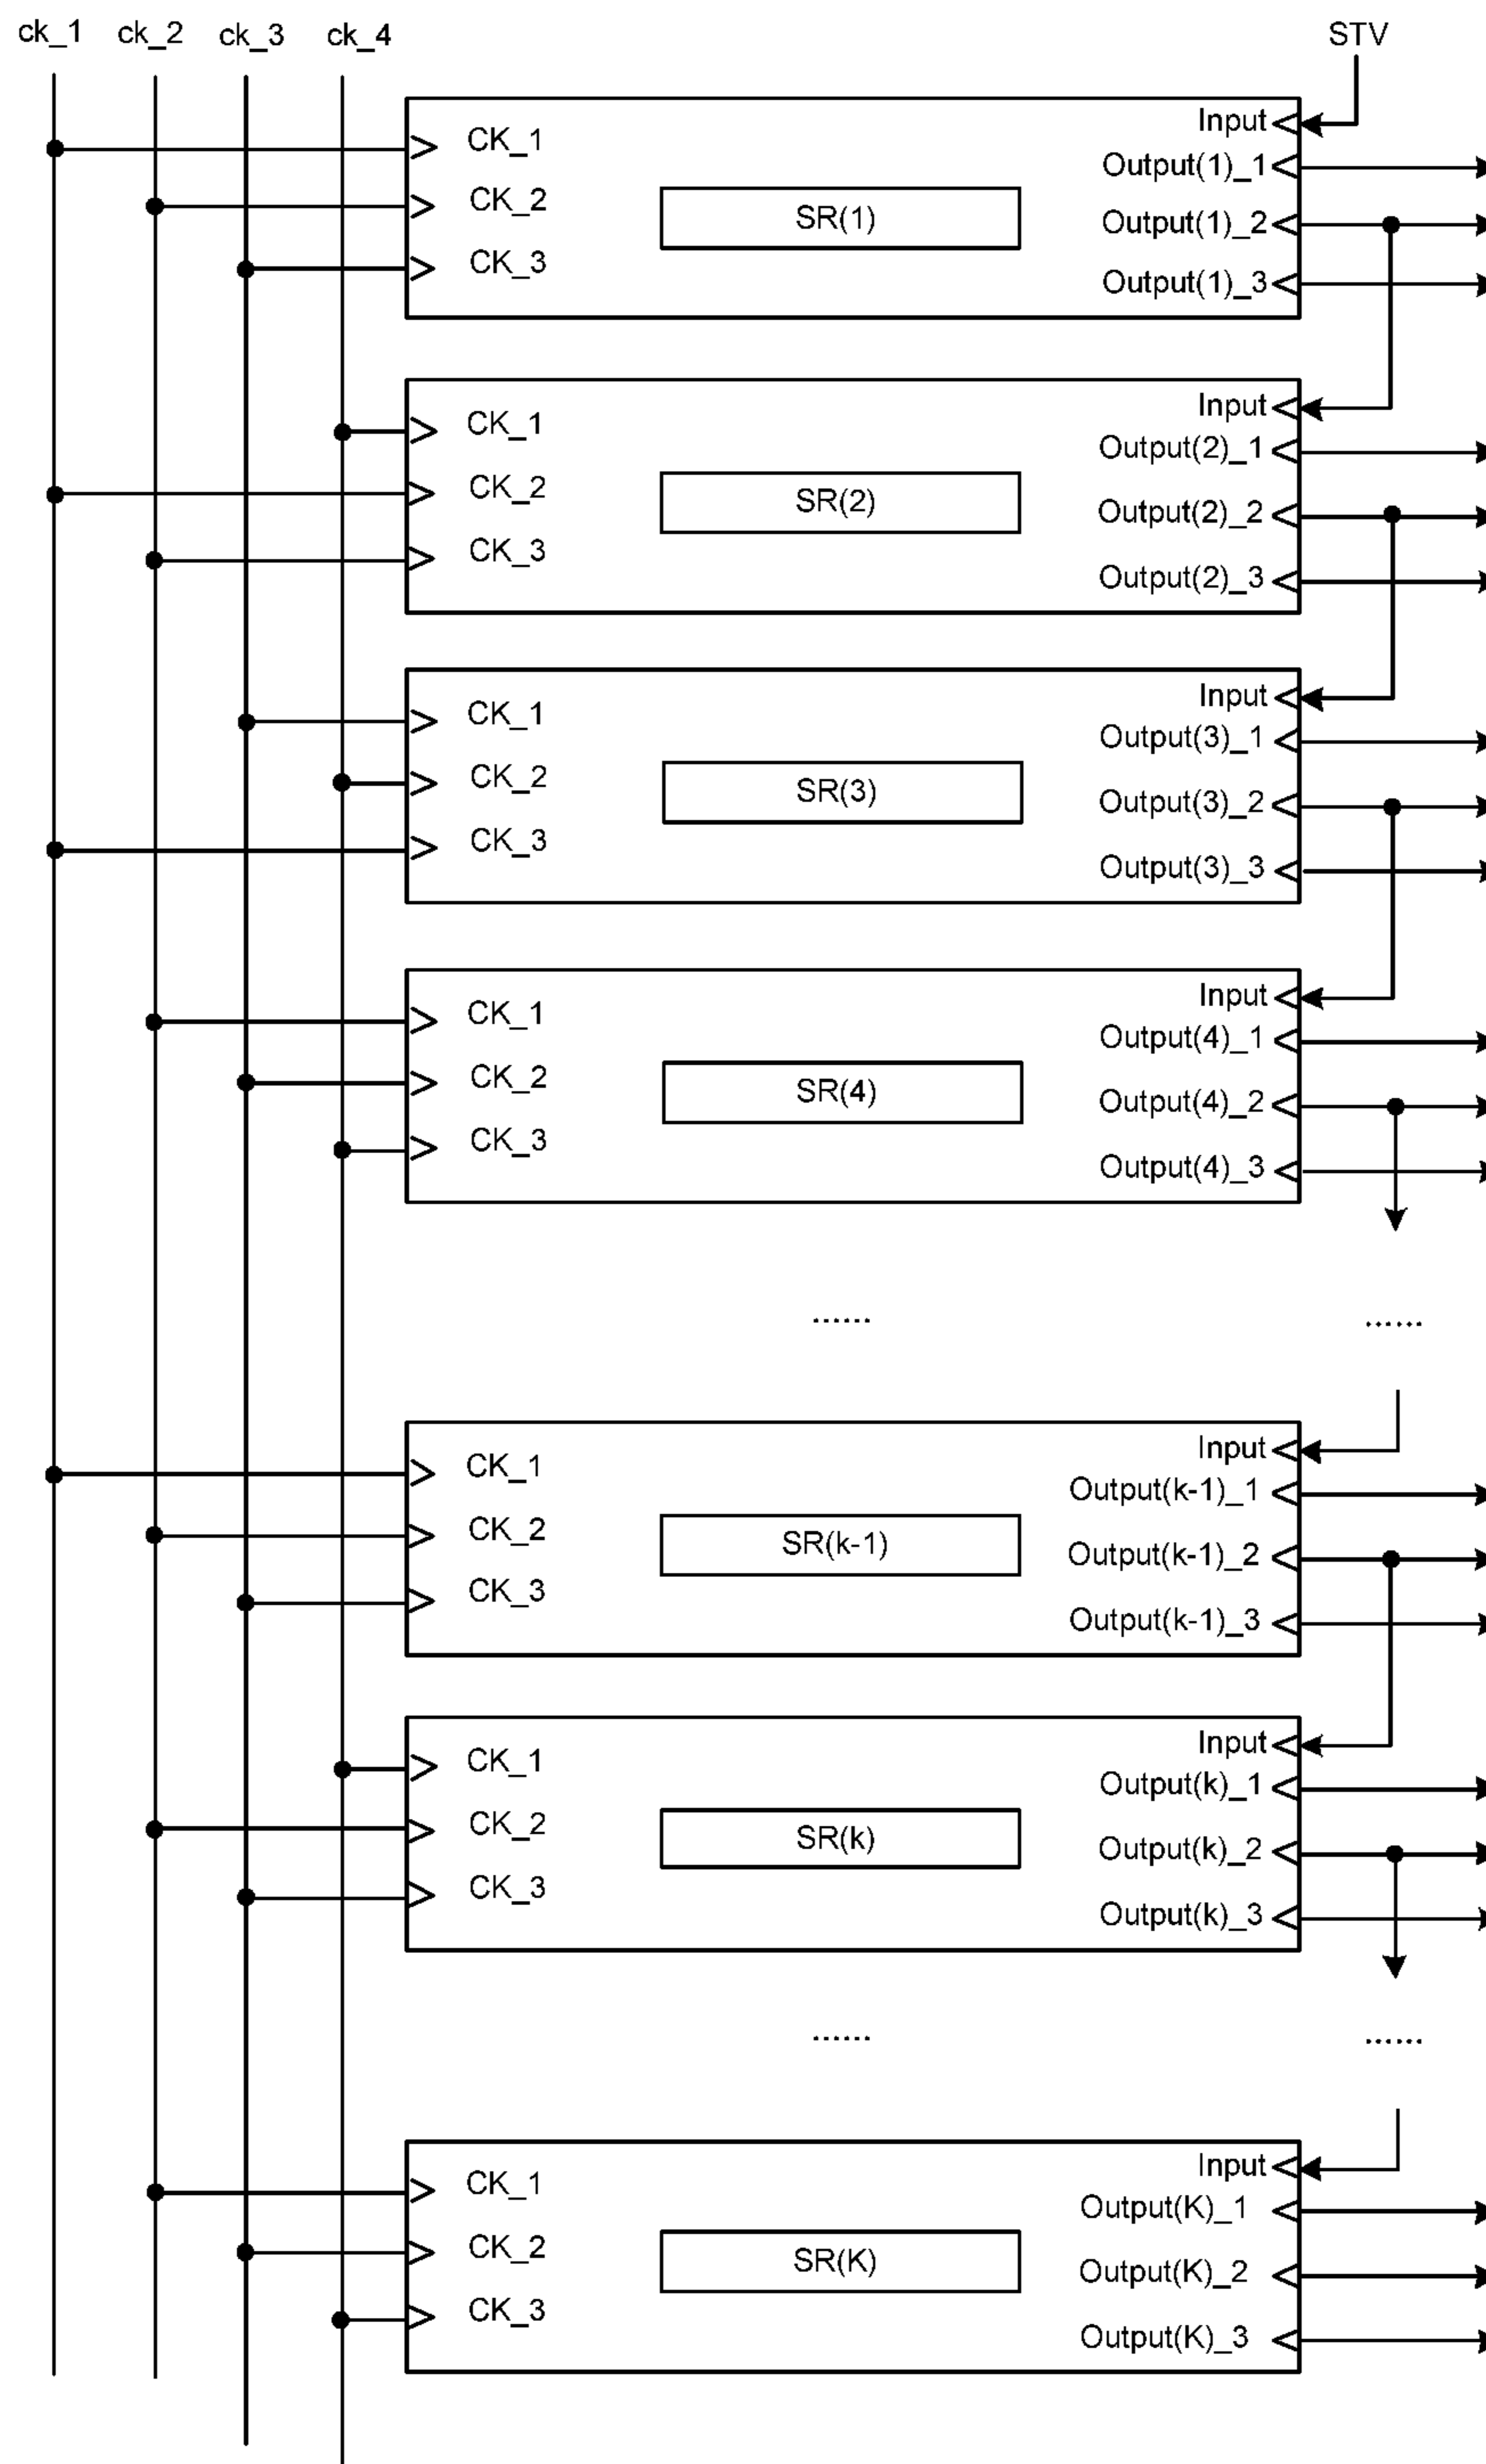 ck_1 ck_2 ck_3 ck_4 STV
Input
CK_1
Output(1)_1
CK_2
SR(1)
Output(1)_2
CK_3
Output(1)_3
Input
CK_1
Output(2)_1
CK_2
SR(2)
Output(2)_2
CK_3
Output(2)_3
Input
CK_1
Output(3)_1
CK_2
SR(3)
Output(3)_2
CK_3
Output(3)_3
Input
CK_1
Output(4)_1
CK_2
SR(4)
Output(4)_2
CK_3
Output(4)_3
...... ......
Input
CK_1
Output(k-1)_1
CK_2
SR(k-1)
Output(k-1)_2
CK_3
Output(k-1)_3
Input
CK_1
Output(k)_1
CK_2
SR(k)
Output(k)_2
CK_3
Output(k)_3
...... ......
Input
CK_1
Output(K)_1
CK_2
SR(K)
Output(K)_2
CK_3
Output(K)_3